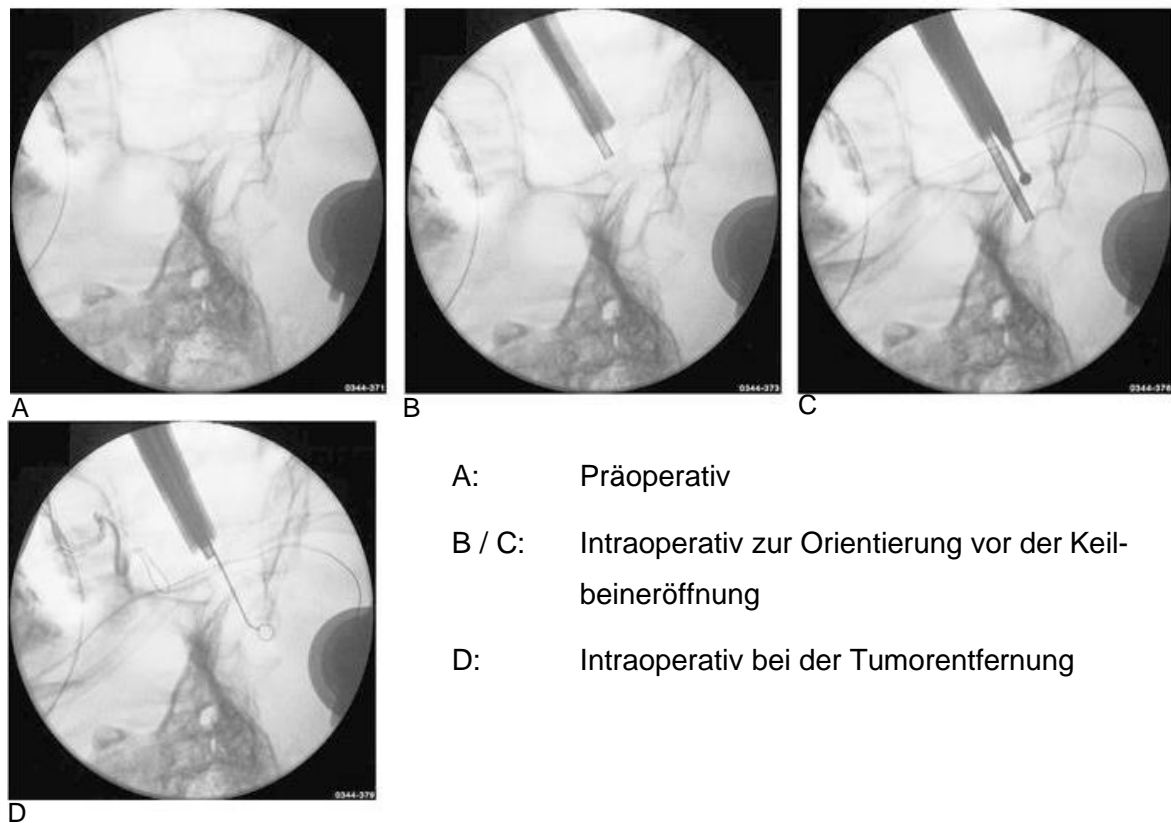 0344-371
0344-373
0344-376
A
B
C
A: Präoperativ
B / C: Intraoperativ zur Orientierung vor der Keil-
beineröffnung
D: Intraoperativ bei der Tumorentfernung
0344-379
D